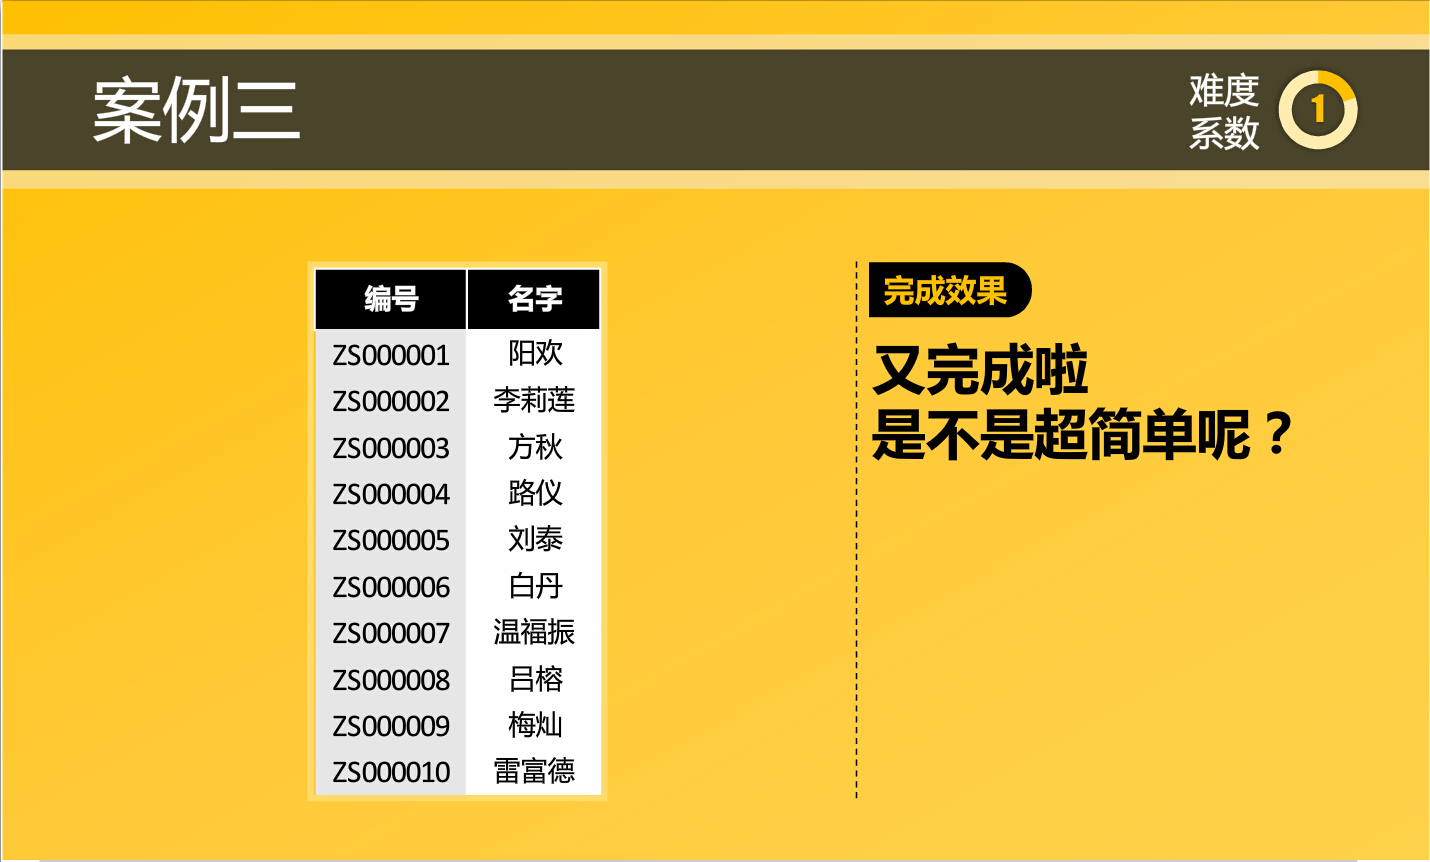 案例三
难度
系数
1
编号 名字
ZS000001 阳欢
ZS000002 李莉莲
ZS000003 方秋
ZS000004 路仪
ZS000005 刘泰
ZS000006 白丹
ZS000007 温福振
ZS000008 吕榕
ZS000009 梅灿
ZS000010 雷富德
完成效果
又完成啦
是不是超简单呢？